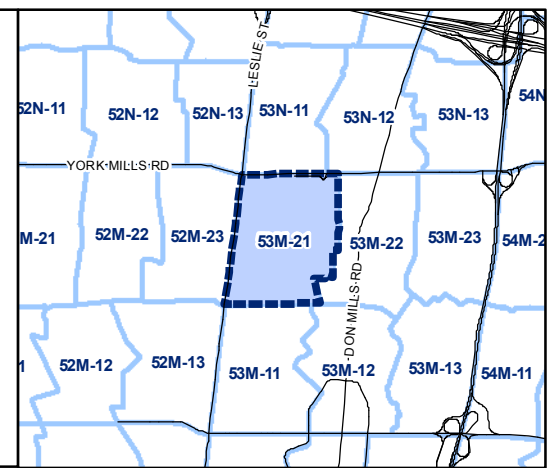 LESLIE ST
52N-11
52N-12
52N-13
53N-11
53N-12
53N-13
54N
YORK MILLS RD
M-21
52M-22
52M-23
53M-21
53M-22
53M-23
54M-2
DON MILLS RD
1
52M-12
52M-13
53M-11
53M-12
53M-13
54M-11